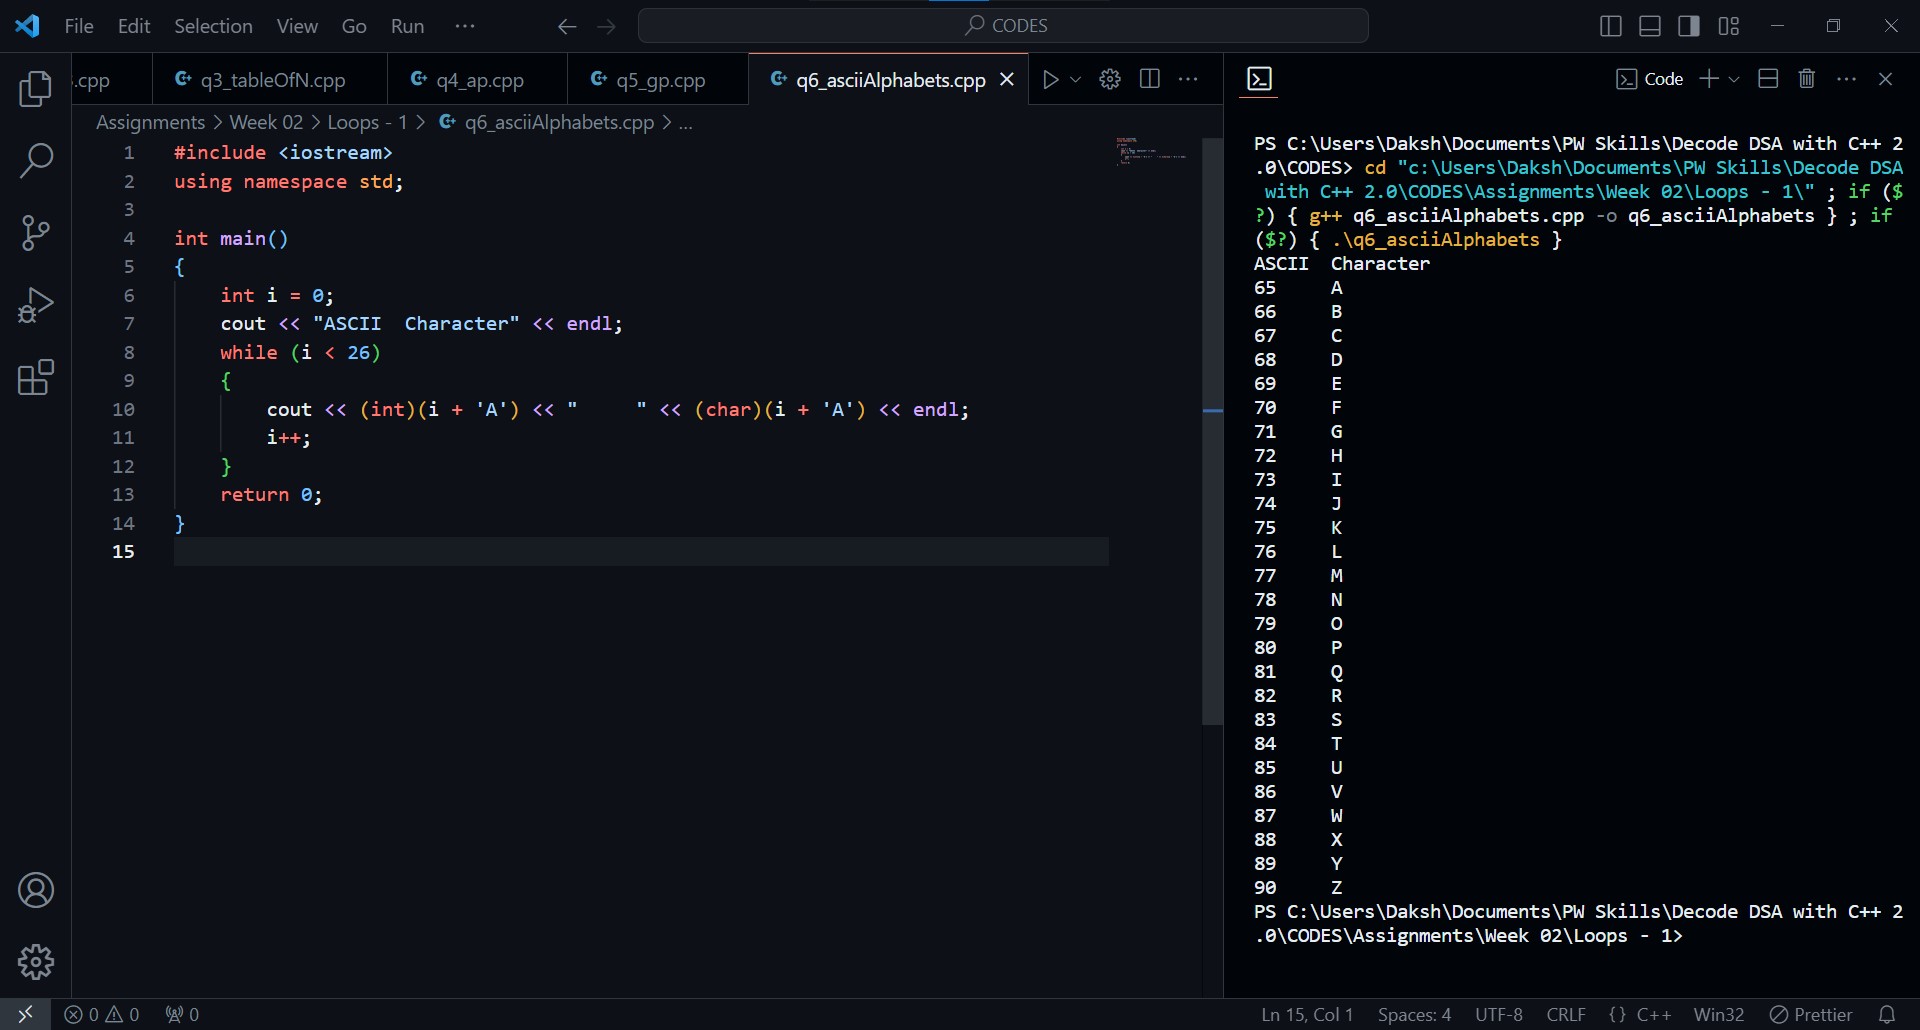 File Edit Selection View Go Run ···
CODES
.cpp q3_tableOfN.cpp q4_ap.cpp q5_gp.cpp q6_asciiAlphabets.cpp
Assignments > Week 02 > Loops - 1 > q6_asciiAlphabets.cpp > ...
1 #include <iostream>
2 using namespace std;
3
4 int main()
5 {
6     int i = 0;
7     cout << "ASCII  Character" << endl;
8     while (i < 26)
9     {
10         cout << (int)(i + 'A') << "     " << (char)(i + 'A') << endl;
11         i++;
12     }
13     return 0;
14 }
15
Code
PS C:\Users\Daksh\Documents\PW Skills\Decode DSA with C++ 2
.0\CODES> cd "c:\Users\Daksh\Documents\PW Skills\Decode DSA
 with C++ 2.0\CODES\Assignments\Week 02\Loops - 1\" ; if ($
?) { g++ q6_asciiAlphabets.cpp -o q6_asciiAlphabets } ; if
($?) { .\q6_asciiAlphabets }
ASCII  Character
65     A
66     B
67     C
68     D
69     E
70     F
71     G
72     H
73     I
74     J
75     K
76     L
77     M
78     N
79     O
80     P
81     Q
82     R
83     S
84     T
85     U
86     V
87     W
88     X
89     Y
90     Z
PS C:\Users\Daksh\Documents\PW Skills\Decode DSA with C++ 2
.0\CODES\Assignments\Week 02\Loops - 1>
0 0 0
Ln 15, Col 1 Spaces: 4 UTF-8 CRLF {} C++ Win32 Prettier